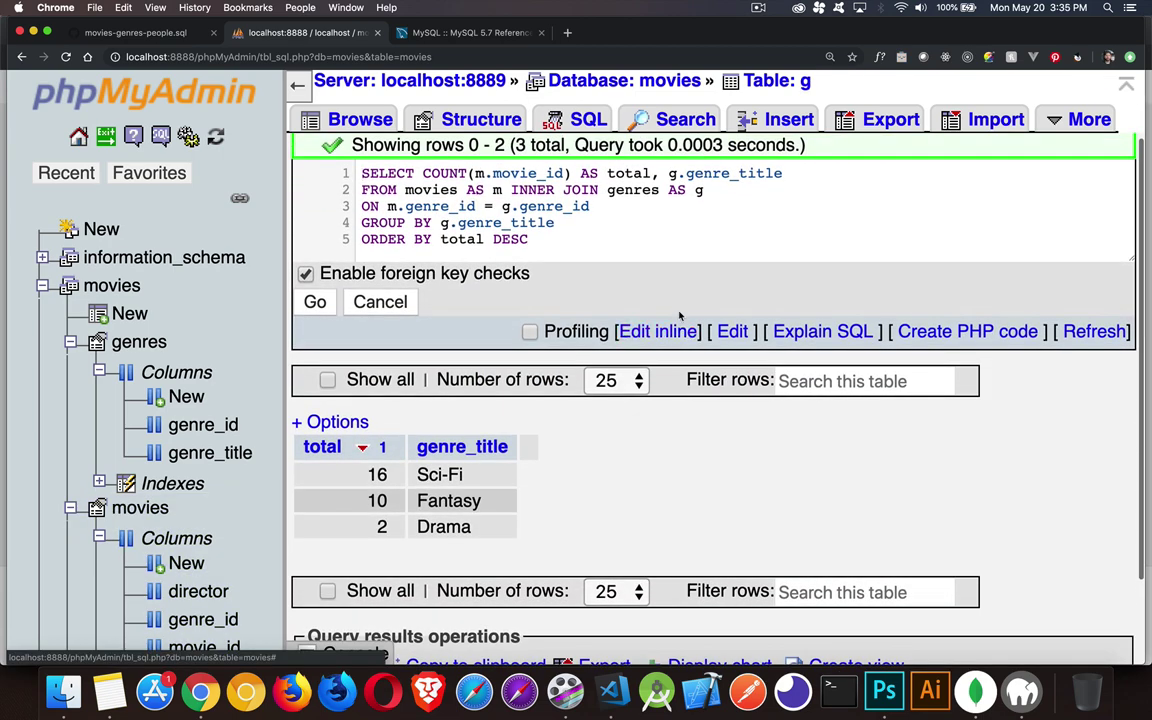 Chrome File Edit View History Bookmarks People Window Help 100% Mon May 20 3:35 PM
movies-genres-people.sql localhost:8888 / localhost / mo MySQL :: MySQL 5.7 Referenc
localhost:8888/phpMyAdmin/tbl_sql.php?db=movies&table=movies
phpMyAdmin
Recent Favorites
New
information_schema
movies
New
genres
Columns
New
genre_id
genre_title
Indexes
movies
Columns
New
director
genre_id
movie_id
localhost:8888/phpMyAdmin/tbl_sql.php?db=movies&table=movies#
Server: localhost:8889 » Database: movies » Table: g
Browse Structure SQL Search Insert Export Import More
Showing rows 0 - 2 (3 total, Query took 0.0003 seconds.)
1 SELECT COUNT(m.movie_id) AS total, g.genre_title
2 FROM movies AS m INNER JOIN genres AS g
3 ON m.genre_id = g.genre_id
4 GROUP BY g.genre_title
5 ORDER BY total DESC
Enable foreign key checks
Go Cancel
Profiling [Edit inline] [ Edit ] [ Explain SQL ] [ Create PHP code ] [ Refresh]
Show all | Number of rows: 25 Filter rows: Search this table
+ Options
total 1 genre_title
16 Sci-Fi
10 Fantasy
2 Drama
Show all | Number of rows: 25 Filter rows: Search this table
Query results operations
Console
Copy to clipboard Export Display chart Create view
1
Ps Ai